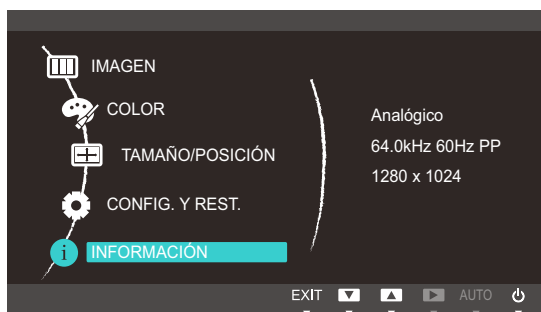 IMAGEN
COLOR
TAMAÑO/POSICIÓN
CONFIG. Y REST.
i INFORMACIÓN
Analógico
64.0kHz 60Hz PP
1280 x 1024
EXIT AUTO